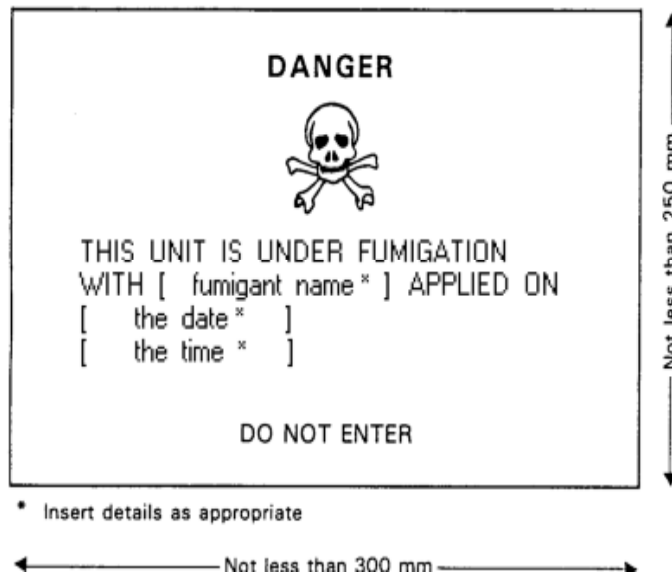 DANGER
THIS UNIT IS UNDER FUMIGATION
WITH [ fumigant name* ] APPLIED ON
[ the date* ]
[ the time * ]
DO NOT ENTER
* Insert details as appropriate
Not less than 300 mm
Not less than 250 mm